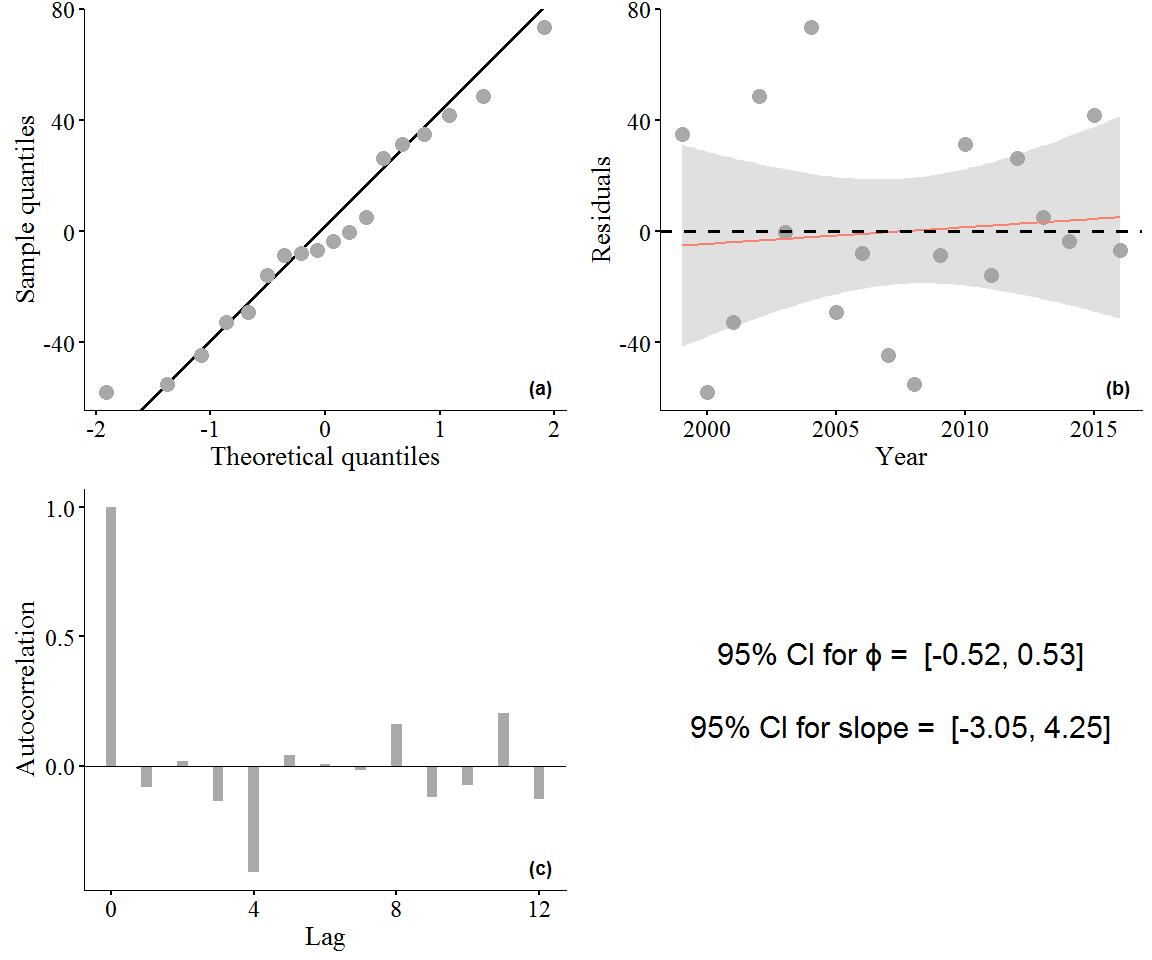 80
40
0
-40
Sample quantiles
(a)
-2 -1 0 1 2
Theoretical quantiles
80
40
0
-40
Residuals
(b)
2000 2005 2010 2015
Year
1.0
0.5
0.0
Autocorrelation
(c)
0 4 8 12
Lag
95% CI for ϕ = [-0.52, 0.53]
95% CI for slope = [-3.05, 4.25]